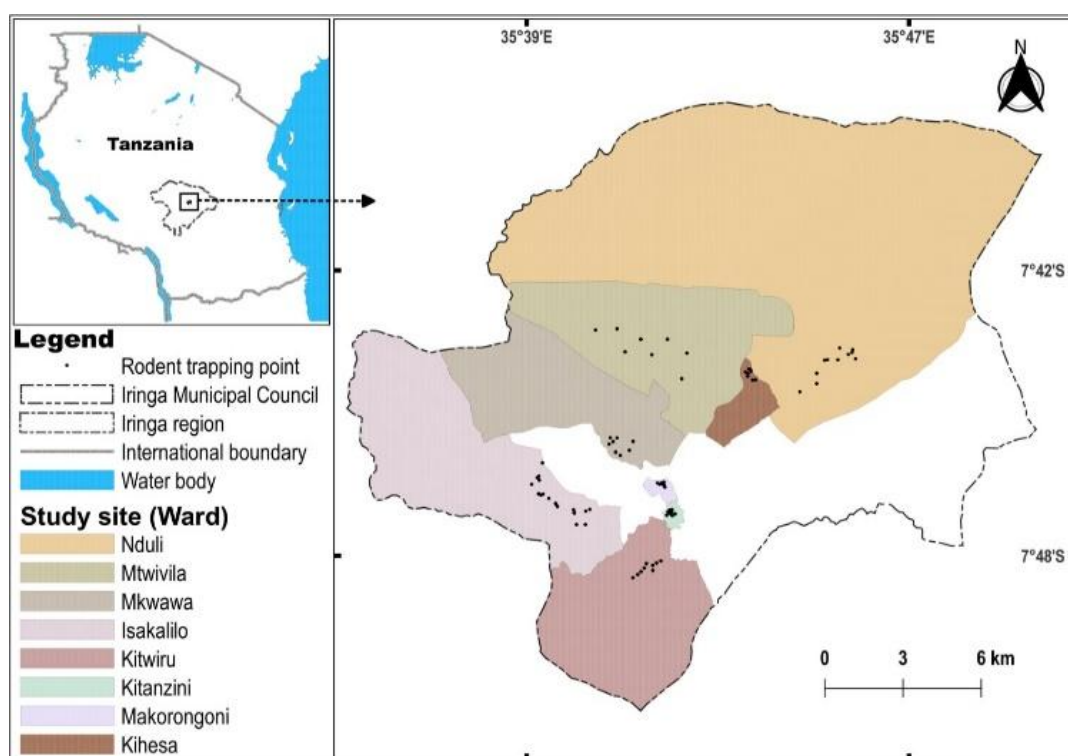 35°39'E
35°47'E
N
Tanzania
7°42'S
Legend
Rodent trapping point
Iringa Municipal Council
Iringa region
International boundary
Water body
Study site (Ward)
Nduli
Mtwivila
Mkwawa
Isakalilo
Kitwiru
Kitanzini
Makorongoni
Kihesa
7°48'S
0 3 6 km